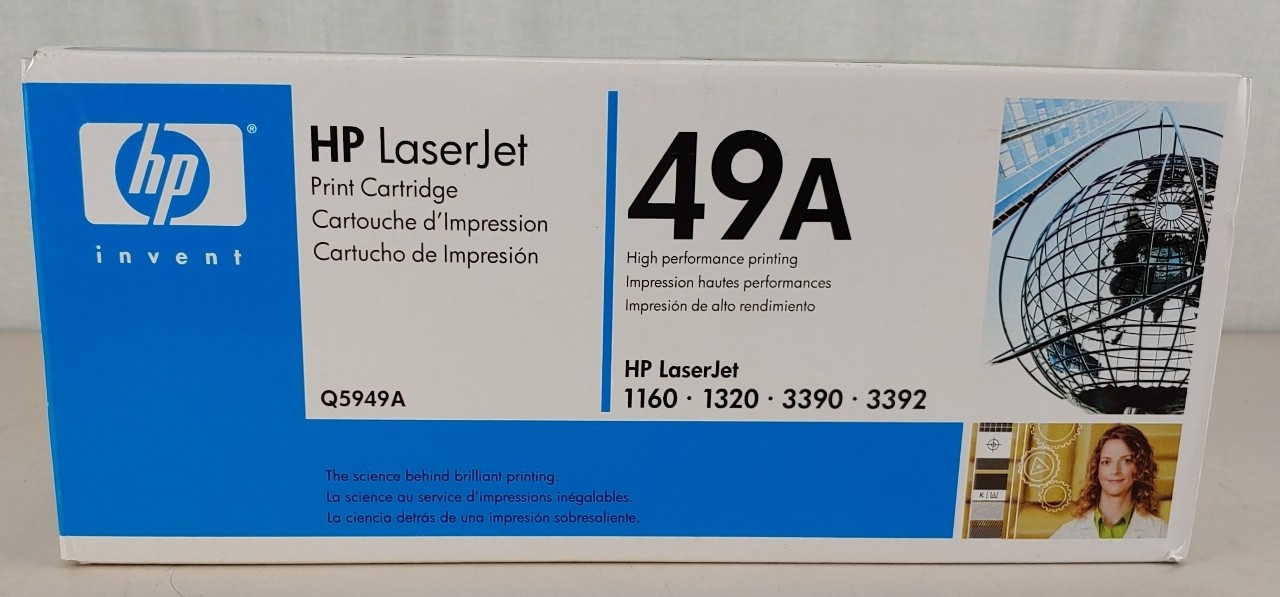 hp ®
invent
HP LaserJet
Print Cartridge
Cartouche d'Impression
Cartucho de Impresión
Q5949A
49A
High performance printing
Impression hautes performances
Impresión de alto rendimiento
HP LaserJet
1160 · 1320 · 3390 · 3392
The science behind brilliant printing.
La science au service d'impressions inégalables.
La ciencia detrás de una impresión sobresaliente.